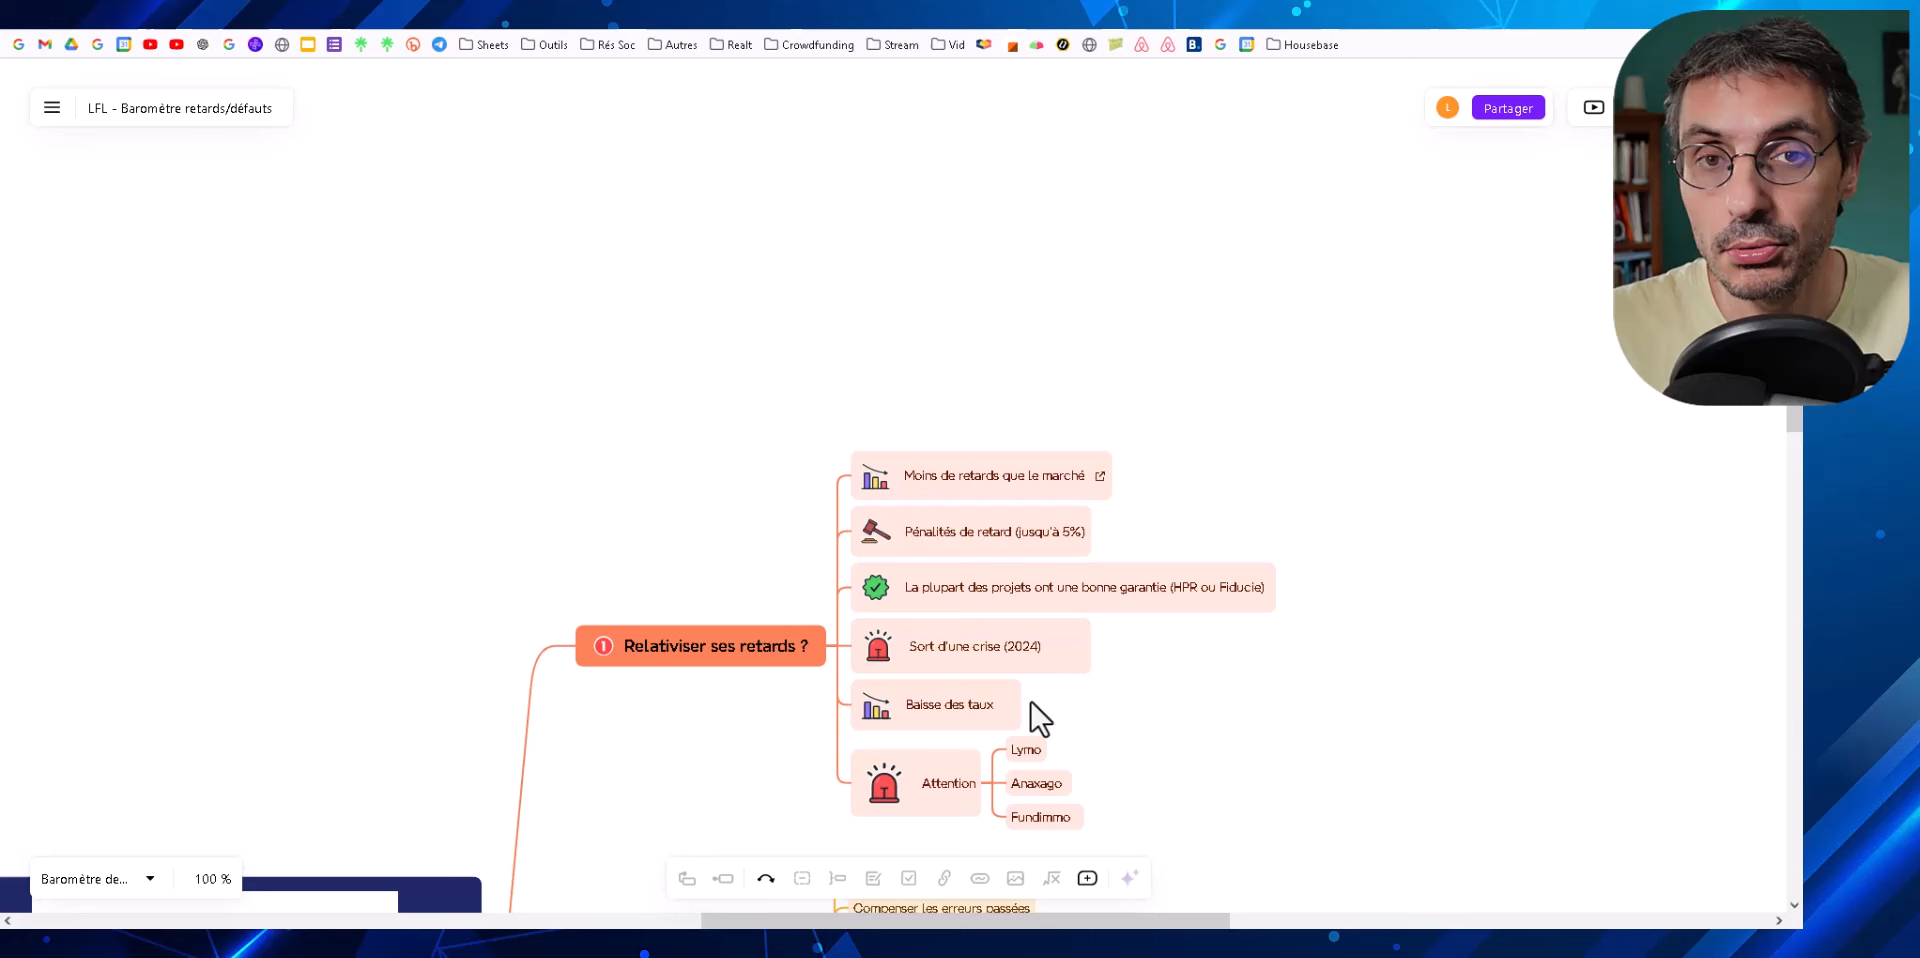 Sheets Outils Rés Soc Autres Realt Crowdfunding Stream Vid B. Housebase
LFL - Baromètre retards/défauts
L Partager
Moins de retards que le marché
Pénalités de retard (jusqu'à 5%)
La plupart des projets ont une bonne garantie (HPR ou Fiducie)
1 Relativiser ses retards ?
Sort d'une crise (2024)
Baisse des taux
Lymo
Attention
Anaxago
Fundimmo
Baromètre de... 100 %
Compenser les erreurs passées